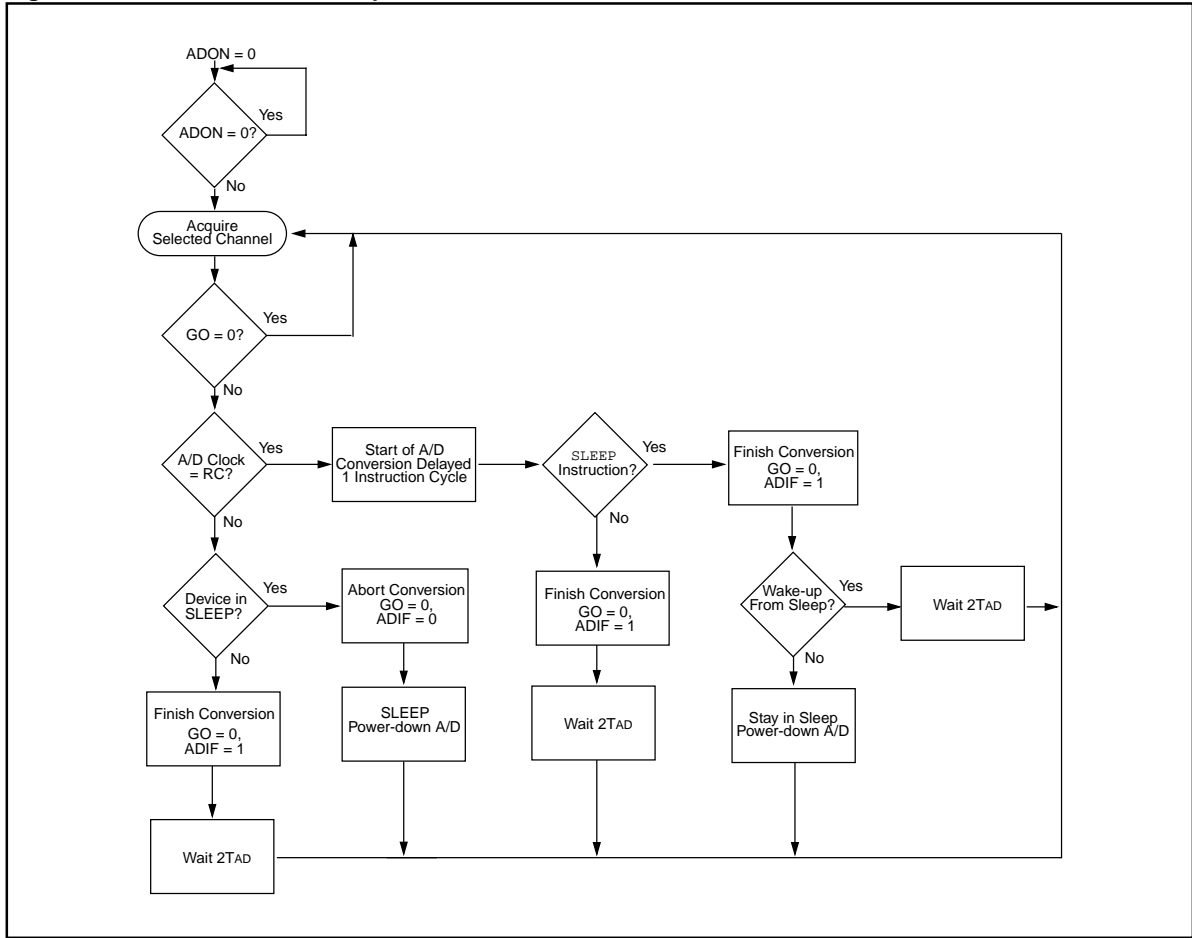 ADON = 0
Yes
ADON = 0?
No
Acquire
Selected Channel
Yes
GO = 0?
No
A/D Clock
= RC?
Yes
Start of A/D
Conversion Delayed
1 Instruction Cycle
SLEEP
Instruction?
Yes
Finish Conversion
GO = 0,
ADIF = 1
No
No
Device in
SLEEP?
Yes
Abort Conversion
GO = 0,
ADIF = 0
Finish Conversion
GO = 0,
ADIF = 1
Wake-up
From Sleep?
Yes
Wait 2TAD
No
No
Finish Conversion
GO = 0,
ADIF = 1
SLEEP
Power-down A/D
Wait 2TAD
Stay in Sleep
Power-down A/D
Wait 2TAD